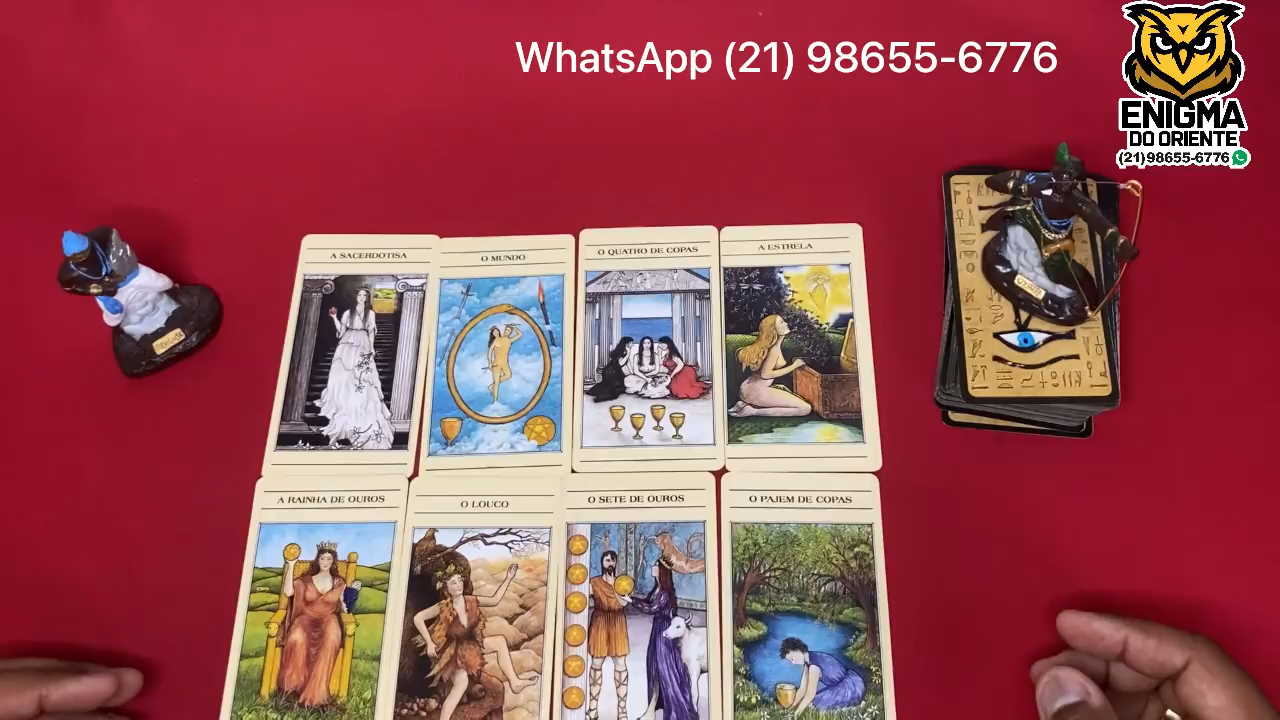 WhatsApp (21) 98655-6776
ENIGMA
DO ORIENTE
(21)98655-6776
A SACERDOTISA
O MUNDO
O QUATRO DE COPAS
A ESTRELA
A RAINHA DE OUROS
O LOUCO
O SETE DE OUROS
O PAJEM DE COPAS